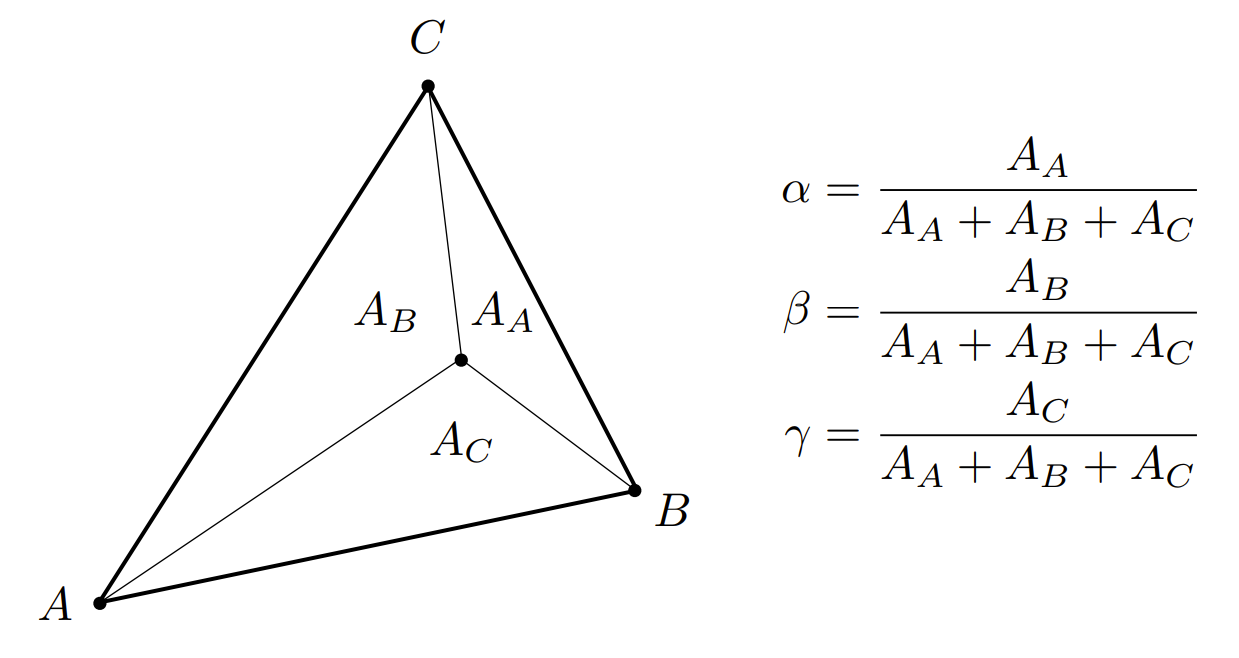 C
A_B A_A
A_C
B
A
α = A_A / (A_A + A_B + A_C)
β = A_B / (A_A + A_B + A_C)
γ = A_C / (A_A + A_B + A_C)